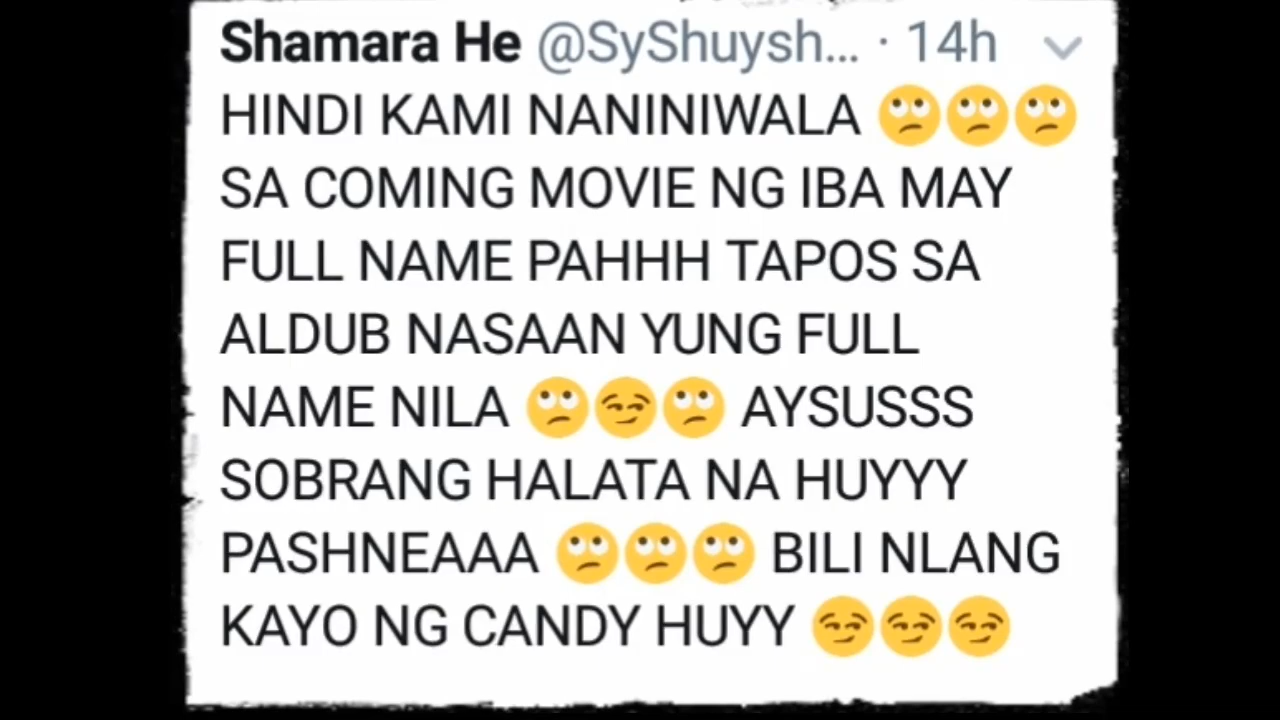 Shamara He @SyShuysh... · 14h
HINDI KAMI NANINIWALA 🙄🙄🙄
SA COMING MOVIE NG IBA MAY
FULL NAME PAHHH TAPOS SA
ALDUB NASAAN YUNG FULL
NAME NILA 🙄😏🙄 AYSUSSS
SOBRANG HALATA NA HUYYY
PASHNEAAA 🙄🙄🙄 BILI NLANG
KAYO NG CANDY HUYY 😏😏😏